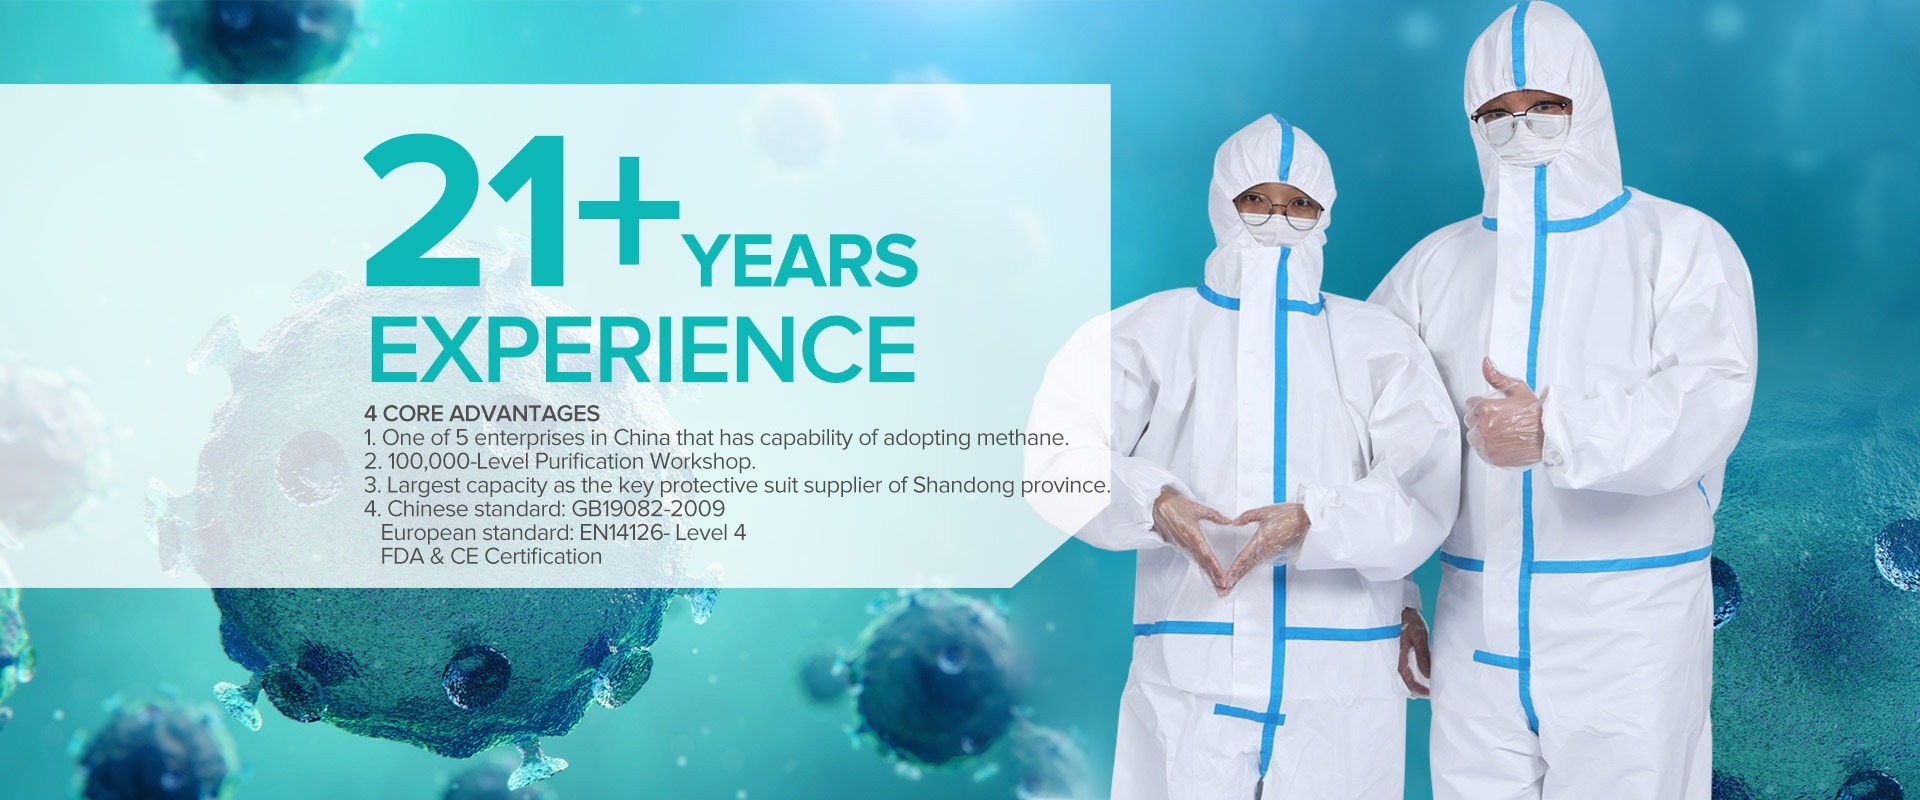 21+ YEARS
EXPERIENCE
4 CORE ADVANTAGES
1. One of 5 enterprises in China that has capability of adopting methane.
2. 100,000-Level Purification Workshop.
3. Largest capacity as the key protective suit supplier of Shandong province.
4. Chinese standard: GB19082-2009
European standard: EN14126- Level 4
FDA & CE Certification